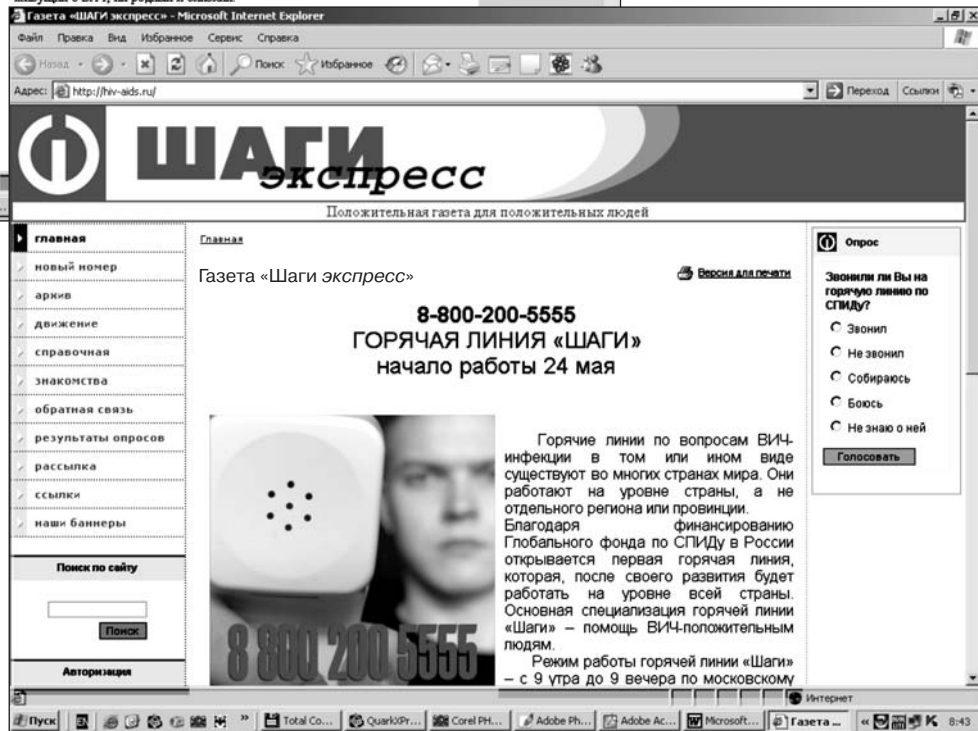 Газета «ШАГИ экспресс» - Microsoft Internet Explorer
Файл Правка Вид Избранное Сервис Справка
Назад Поиск Избранное
Адрес: http://hiv-aids.ru/ Переход Ссылки
ШАГИ
экспресс
Положительная газета для положительных людей
главная
новый номер
архив
движение
справочная
знакомства
обратная связь
результаты опросов
рассылка
ссылки
наши баннеры
Поиск по сайту
Поиск
Авторизация
Главная
Газета «Шаги экспресс»
Версия для печати
8-800-200-5555
ГОРЯЧАЯ ЛИНИЯ «ШАГИ»
начало работы 24 мая
8 800 200 5555
Горячие линии по вопросам ВИЧ-
инфекции в том или ином виде
существуют во многих странах мира. Они
работают на уровне страны, а не
отдельного региона или провинции.
Благодаря финансированию
Глобального фонда по СПИДу в России
открывается первая горячая линия,
которая, после своего развития будет
работать на уровне всей страны.
Основная специализация горячей линии
«Шаги» – помощь ВИЧ-положительным
людям.
Режим работы горячей линии «Шаги»
– с 9 утра до 9 вечера по московскому
Опрос
Звонили ли Вы на
горячую линию по
СПИДу?
Звонил
Не звонил
Собираюсь
Боюсь
Не знаю о ней
Голосовать
Интернет
Пуск » Total Co... QuarkXPr... Corel PH... Adobe Ph... Adobe Ac... Microsoft... Газета ... « 8:43